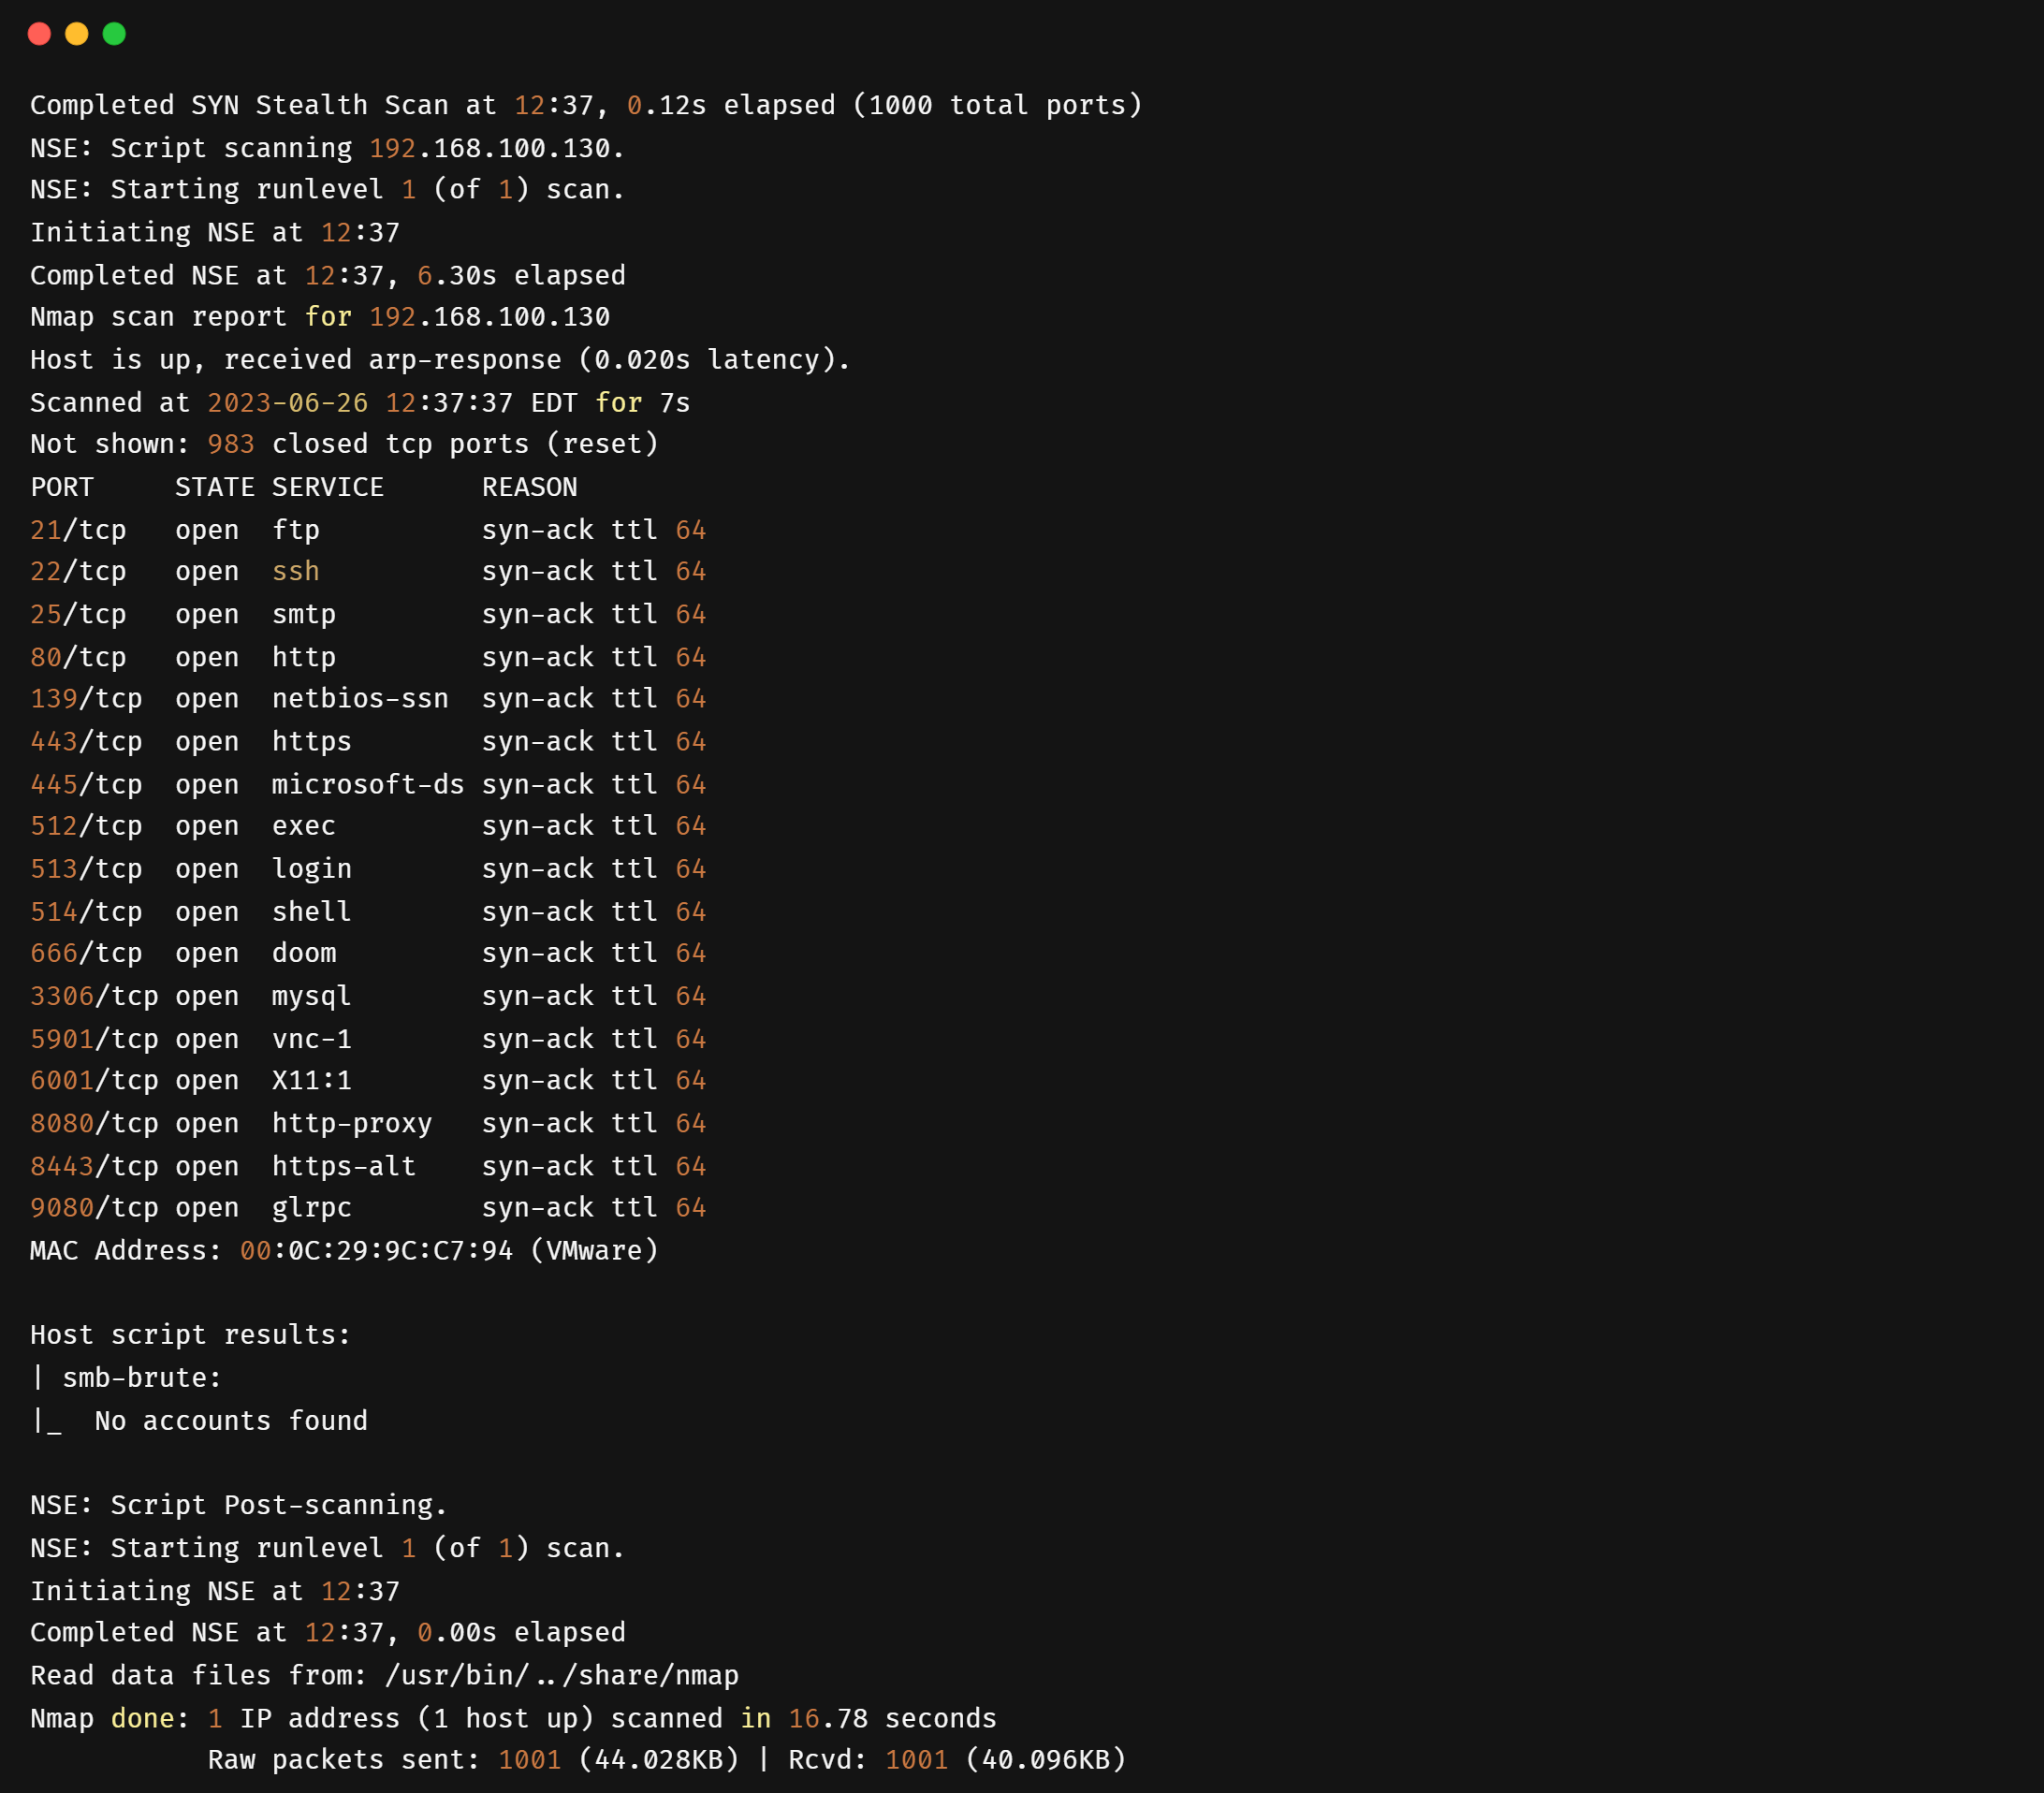 Completed SYN Stealth Scan at 12:37, 0.12s elapsed (1000 total ports)
NSE: Script scanning 192.168.100.130.
NSE: Starting runlevel 1 (of 1) scan.
Initiating NSE at 12:37
Completed NSE at 12:37, 6.30s elapsed
Nmap scan report for 192.168.100.130
Host is up, received arp-response (0.020s latency).
Scanned at 2023-06-26 12:37:37 EDT for 7s
Not shown: 983 closed tcp ports (reset)
PORT     STATE SERVICE      REASON
21/tcp   open  ftp          syn-ack ttl 64
22/tcp   open  ssh          syn-ack ttl 64
25/tcp   open  smtp         syn-ack ttl 64
80/tcp   open  http         syn-ack ttl 64
139/tcp  open  netbios-ssn  syn-ack ttl 64
443/tcp  open  https        syn-ack ttl 64
445/tcp  open  microsoft-ds syn-ack ttl 64
512/tcp  open  exec         syn-ack ttl 64
513/tcp  open  login        syn-ack ttl 64
514/tcp  open  shell        syn-ack ttl 64
666/tcp  open  doom         syn-ack ttl 64
3306/tcp open  mysql        syn-ack ttl 64
5901/tcp open  vnc-1        syn-ack ttl 64
6001/tcp open  X11:1        syn-ack ttl 64
8080/tcp open  http-proxy   syn-ack ttl 64
8443/tcp open  https-alt    syn-ack ttl 64
9080/tcp open  glrpc        syn-ack ttl 64
MAC Address: 00:0C:29:9C:C7:94 (VMware)
Host script results:
| smb-brute:
|_  No accounts found
NSE: Script Post-scanning.
NSE: Starting runlevel 1 (of 1) scan.
Initiating NSE at 12:37
Completed NSE at 12:37, 0.00s elapsed
Read data files from: /usr/bin/../share/nmap
Nmap done: 1 IP address (1 host up) scanned in 16.78 seconds
           Raw packets sent: 1001 (44.028KB) | Rcvd: 1001 (40.096KB)